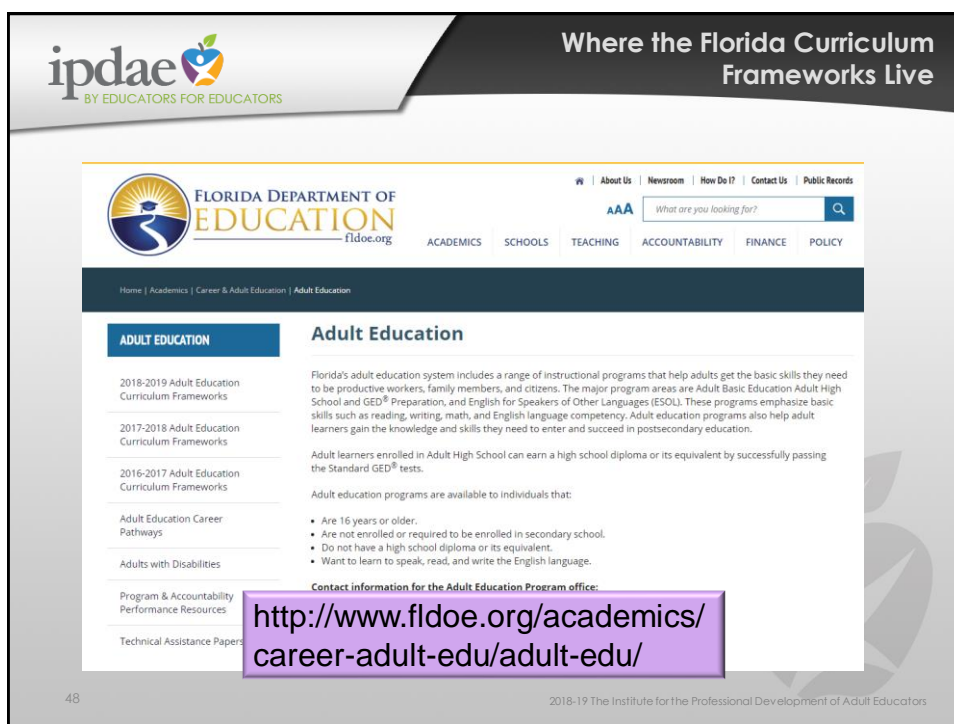 ipdae
BY EDUCATORS FOR EDUCATORS
Where the Florida Curriculum
Frameworks Live
FLORIDA DEPARTMENT OF
EDUCATION
fldoe.org
About Us | Newsroom | How Do I? | Contact Us | Public Records
AAA
What are you looking for?
ACADEMICS SCHOOLS TEACHING ACCOUNTABILITY FINANCE POLICY
Home | Academics | Career & Adult Education | Adult Education
ADULT EDUCATION
2018-2019 Adult Education
Curriculum Frameworks
2017-2018 Adult Education
Curriculum Frameworks
2016-2017 Adult Education
Curriculum Frameworks
Adult Education Career
Pathways
Adults with Disabilities
Program & Accountability
Performance Resources
Technical Assistance Papers
Adult Education
Florida's adult education system includes a range of instructional programs that help adults get the basic skills they need
to be productive workers, family members, and citizens. The major program areas are Adult Basic Education Adult High
School and GED® Preparation, and English for Speakers of Other Languages (ESOL). These programs emphasize basic
skills such as reading, writing, math, and English language competency. Adult education programs also help adult
learners gain the knowledge and skills they need to enter and succeed in postsecondary education.
Adult learners enrolled in Adult High School can earn a high school diploma or its equivalent by successfully passing
the Standard GED® tests.
Adult education programs are available to individuals that:
• Are 16 years or older.
• Are not enrolled or required to be enrolled in secondary school.
• Do not have a high school diploma or its equivalent.
• Want to learn to speak, read, and write the English language.
Contact information for the Adult Education Program office:
http://www.fldoe.org/academics/
career-adult-edu/adult-edu/
48
2018-19 The Institute for the Professional Development of Adult Educators